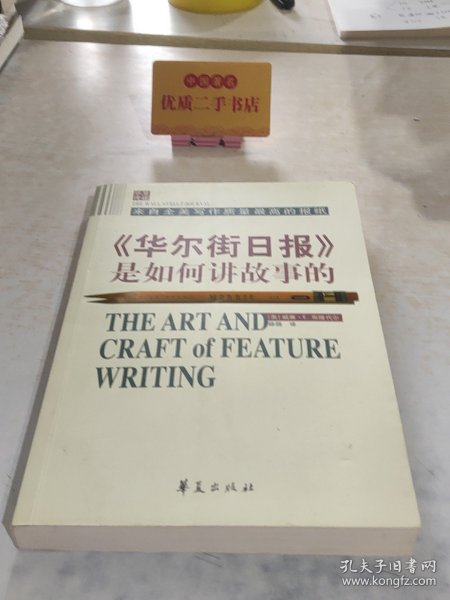 中国书店
优质二手书店
THE WALL STREET JOURNAL
来自全美写作质量最高的报纸
《华尔街日报》
是如何讲故事的
THE ART AND
CRAFT of FEATURE
WRITING
华夏出版社
孔夫子旧书网
www.kongfz.com